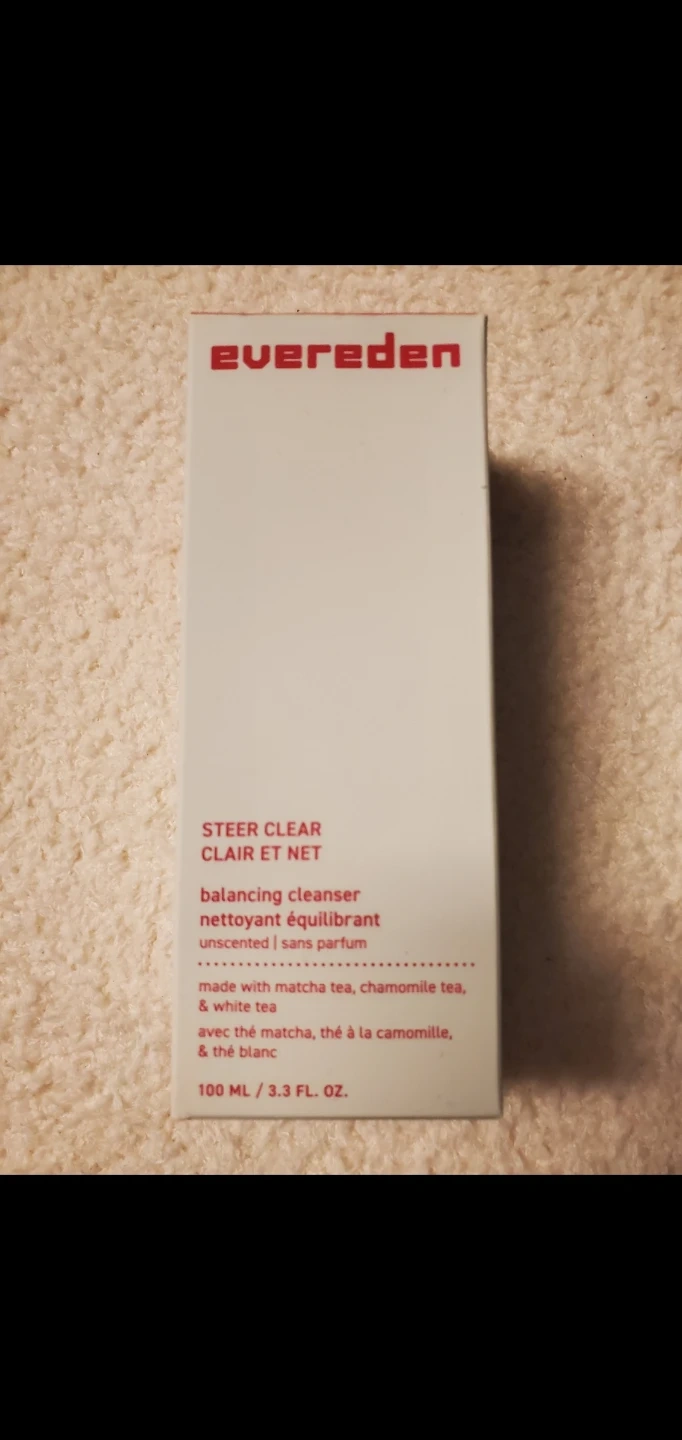 evereden
STEER CLEAR
CLAIR ET NET
balancing cleanser
nettoyant équilibrant
unscented | sans parfum
made with matcha tea, chamomile tea,
& white tea
avec thé matcha, thé à la camomille,
& thé blanc
100 ML / 3.3 FL. OZ.